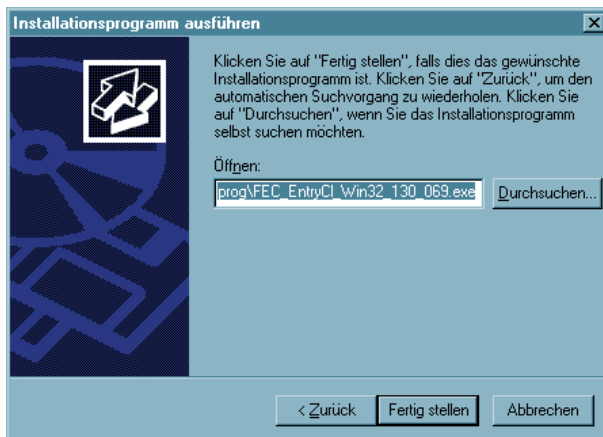 Installationsprogramm ausführen
Klicken Sie auf "Fertig stellen", falls dies das gewünschte
Installationsprogramm ist. Klicken Sie auf "Zurück", um den
automatischen Suchvorgang zu wiederholen. Klicken Sie
auf "Durchsuchen", wenn Sie das Installationsprogramm
selbst suchen möchten.
Öffnen:
prog\FEC_EntryCl_Win32_130_069.exe
Durchsuchen...
< Zurück
Fertig stellen
Abbrechen